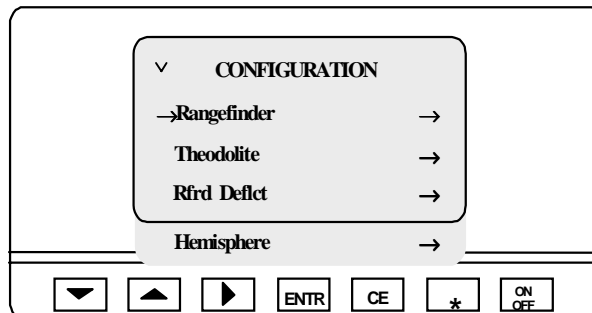 CONFIGURATION
→Rangefinder →
Theodolite →
Rfrd Deflct →
Hemisphere →
ENTR CE * ON OFF